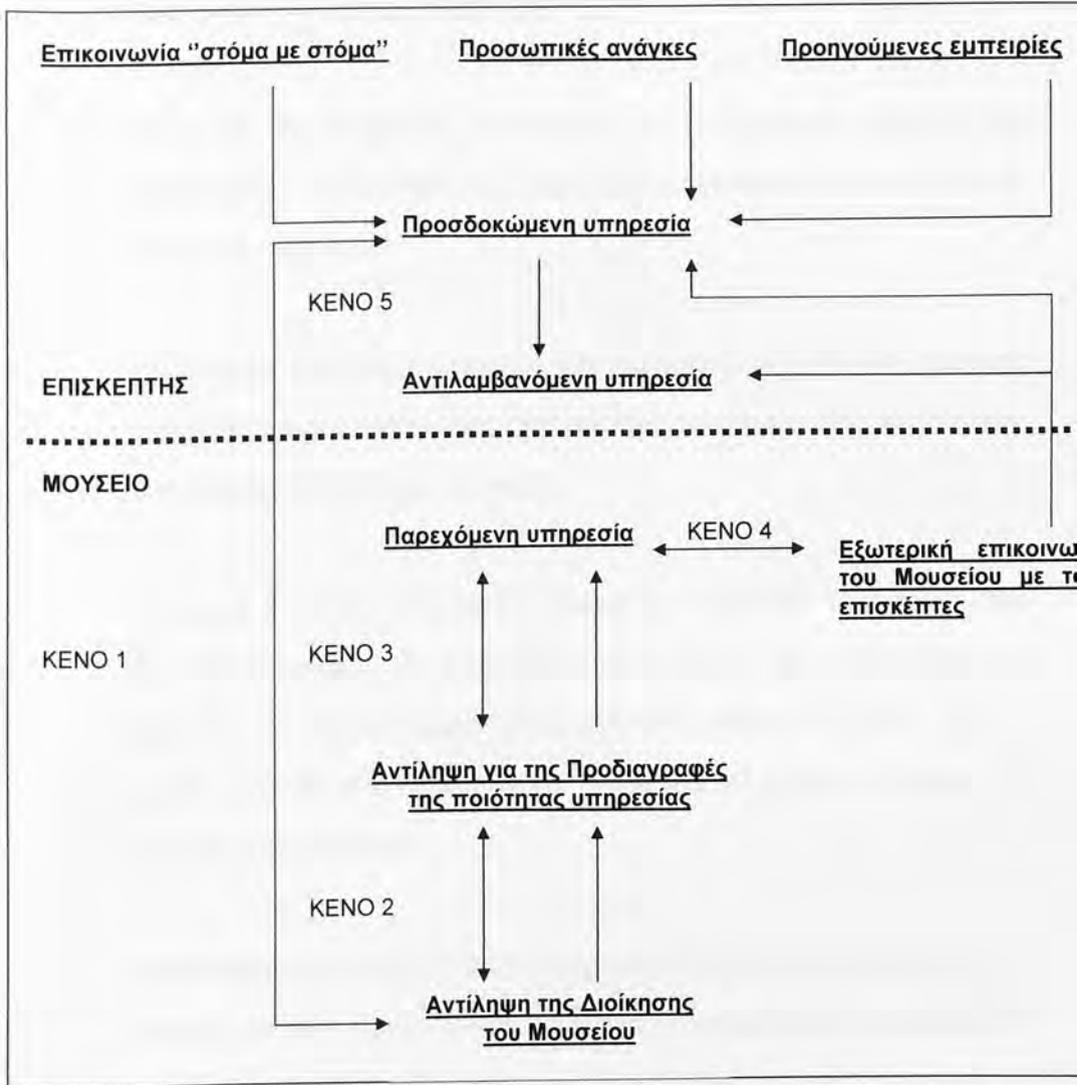 Επικοινωνία ‘‘στόμα με στόμα’’ Προσωπικές ανάγκες Προηγούμενες εμπειρίες
Προσδοκώμενη υπηρεσία
ΚΕΝΟ 5
Αντιλαμβανόμενη υπηρεσία
ΕΠΙΣΚΕΠΤΗΣ
ΜΟΥΣΕΙΟ
Παρεχόμενη υπηρεσία ΚΕΝΟ 4
Εξωτερική
του Μουσείου με
επισκέπτες
ΚΕΝΟ 1 ΚΕΝΟ 3
Αντίληψη για της Προδιαγραφές
της ποιότητας υπηρεσίας
ΚΕΝΟ 2
Αντίληψη της Διοίκησης
του Μουσείου